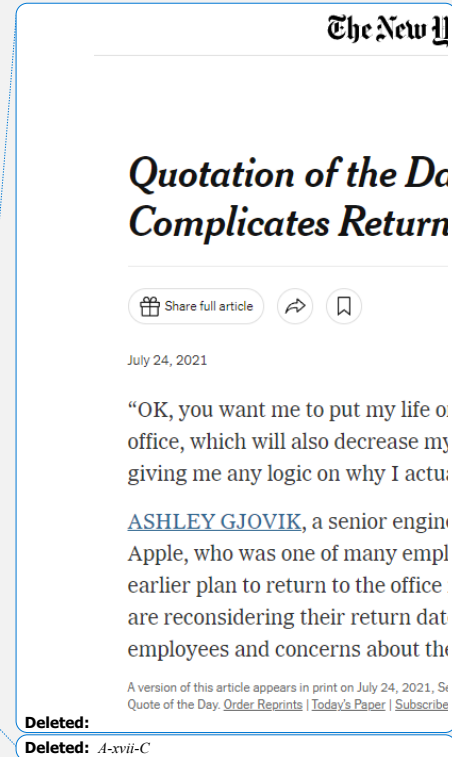 The New Y
Quotation of the Da
Complicates Return
Share full article
July 24, 2021
“OK, you want me to put my life o
office, which will also decrease my
giving me any logic on why I actua
ASHLEY GJOVIK, a senior engin
Apple, who was one of many empl
earlier plan to return to the office
are reconsidering their return dat
employees and concerns about the
A version of this article appears in print on July 24, 2021, Se
Quote of the Day. Order Reprints | Today’s Paper | Subscribe
Deleted:
Deleted: A-xvii-C